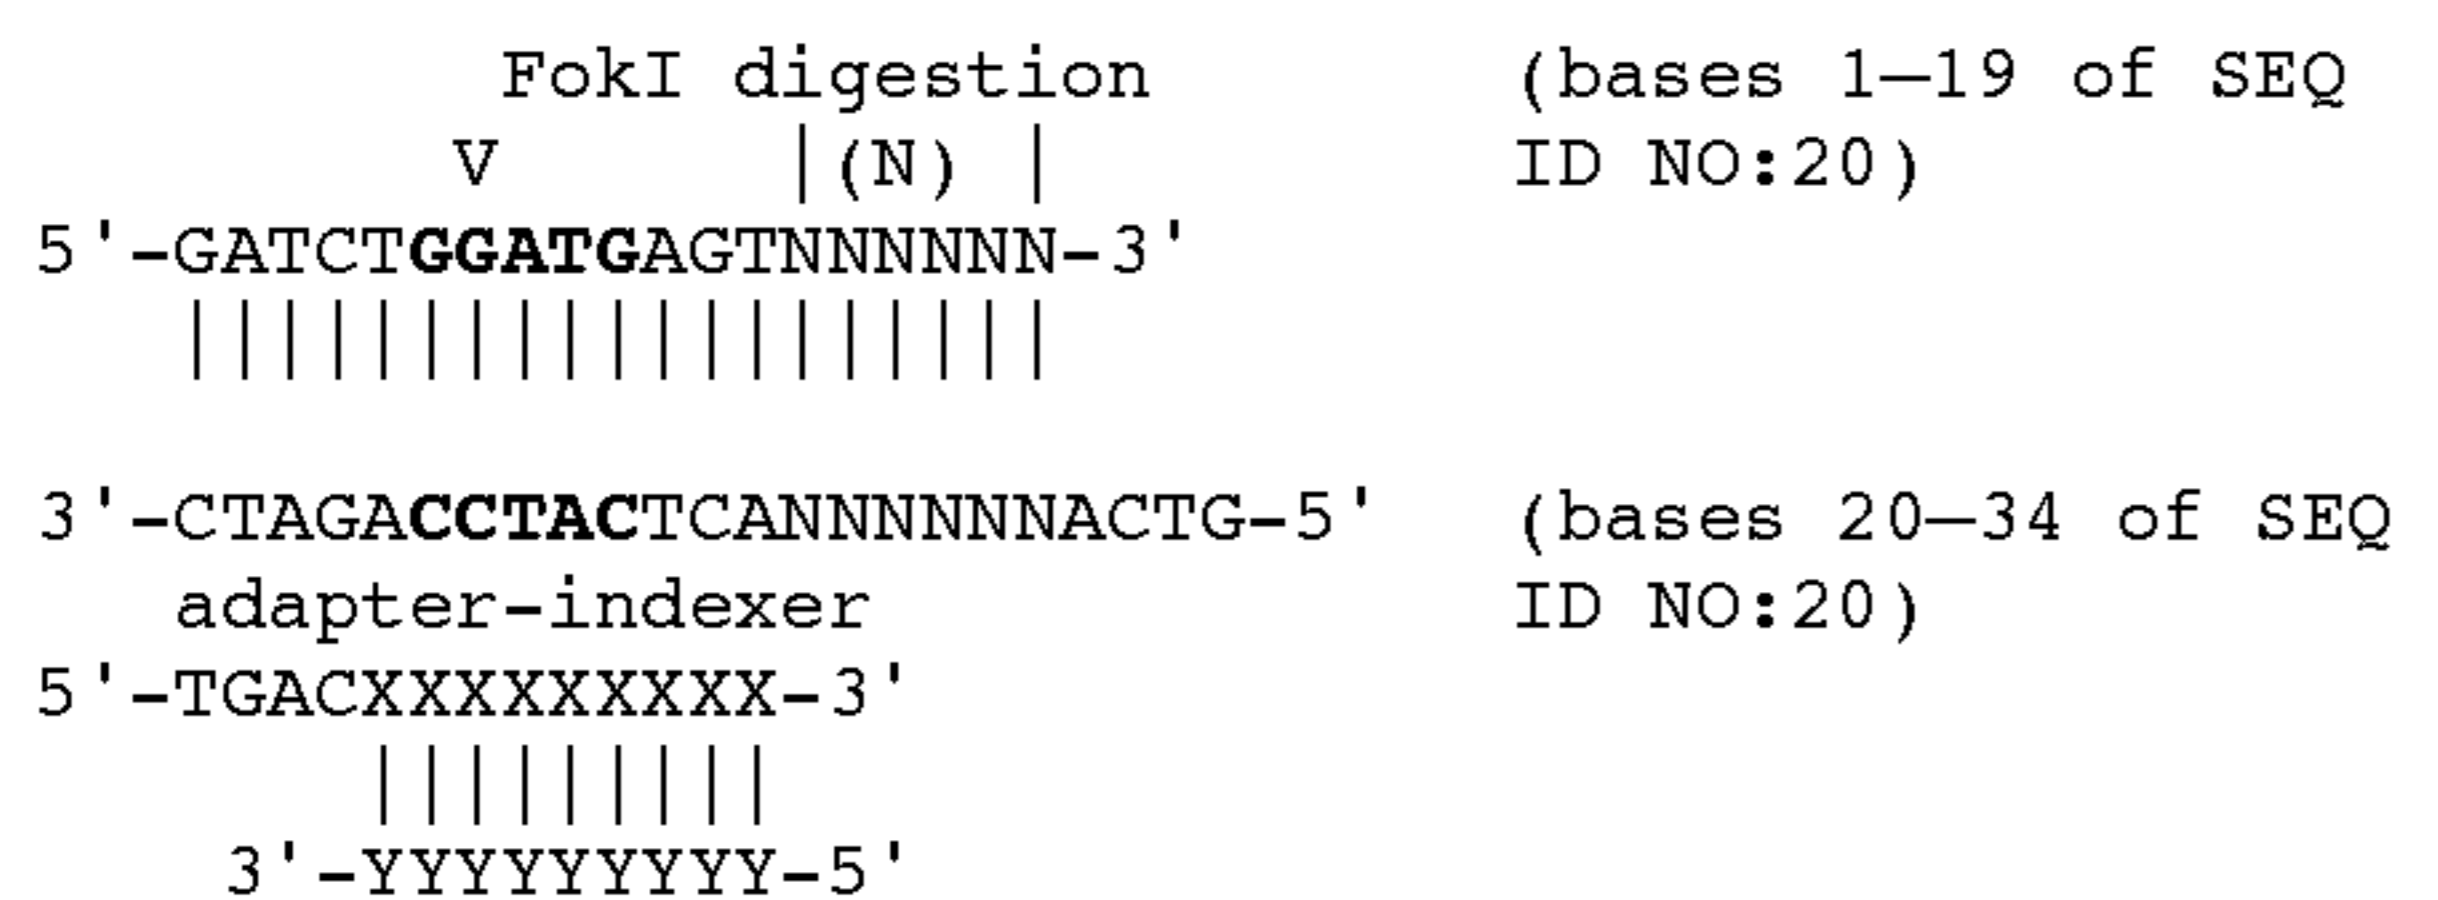 FokI digestion (bases 1—19 of SEQ
V |(N) | ID NO:20)
5'-GATCTGGATGAGTNNNNNN-3'
|||||||||||||||||||
3'-CTAGACCTACTCANNNNNNACTG-5' (bases 20—34 of SEQ
adapter-indexer ID NO:20)
5'-TGACXXXXXXXXX-3'
|||||||||
3'-YYYYYYYYY-5'